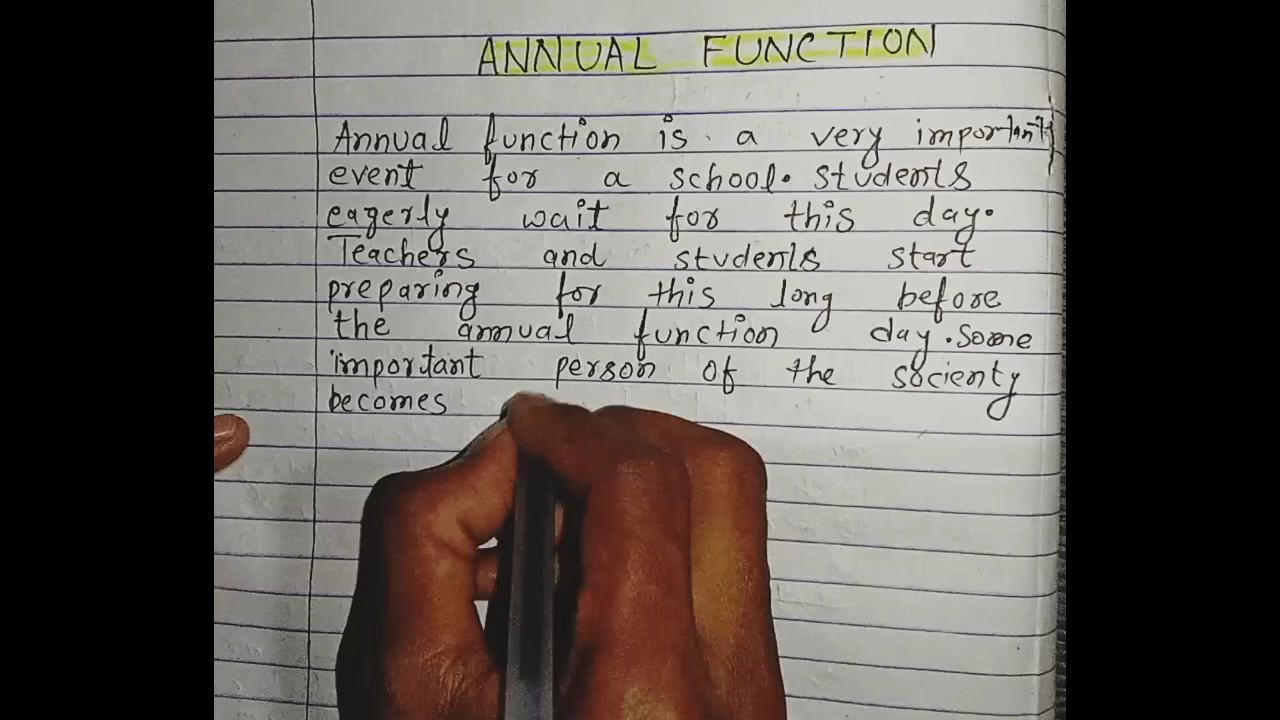 ANNUAL FUNCTION
Annual function is a very important
event for a school. students
eagerly wait for this day.
Teachers and students start
preparing for this long before
the annual function day. some
important person of the socienty
becomes